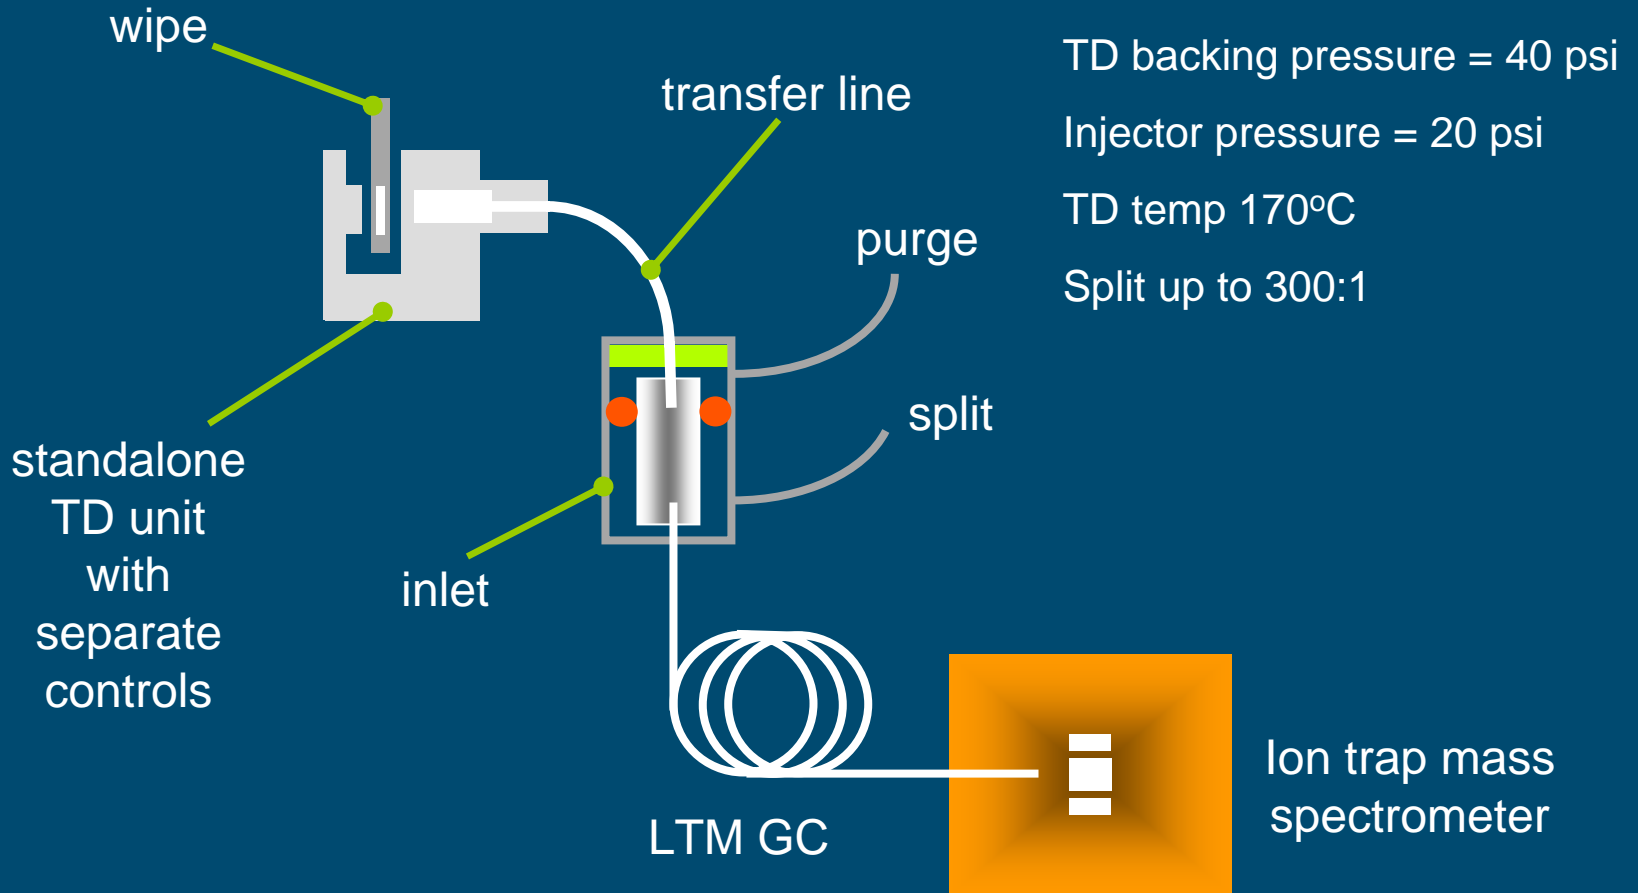 wipe
transfer line
TD backing pressure = 40 psi
Injector pressure = 20 psi
TD temp 170ºC
Split up to 300:1
purge
split
standalone
TD unit
with
separate
controls
inlet
LTM GC
Ion trap mass
spectrometer